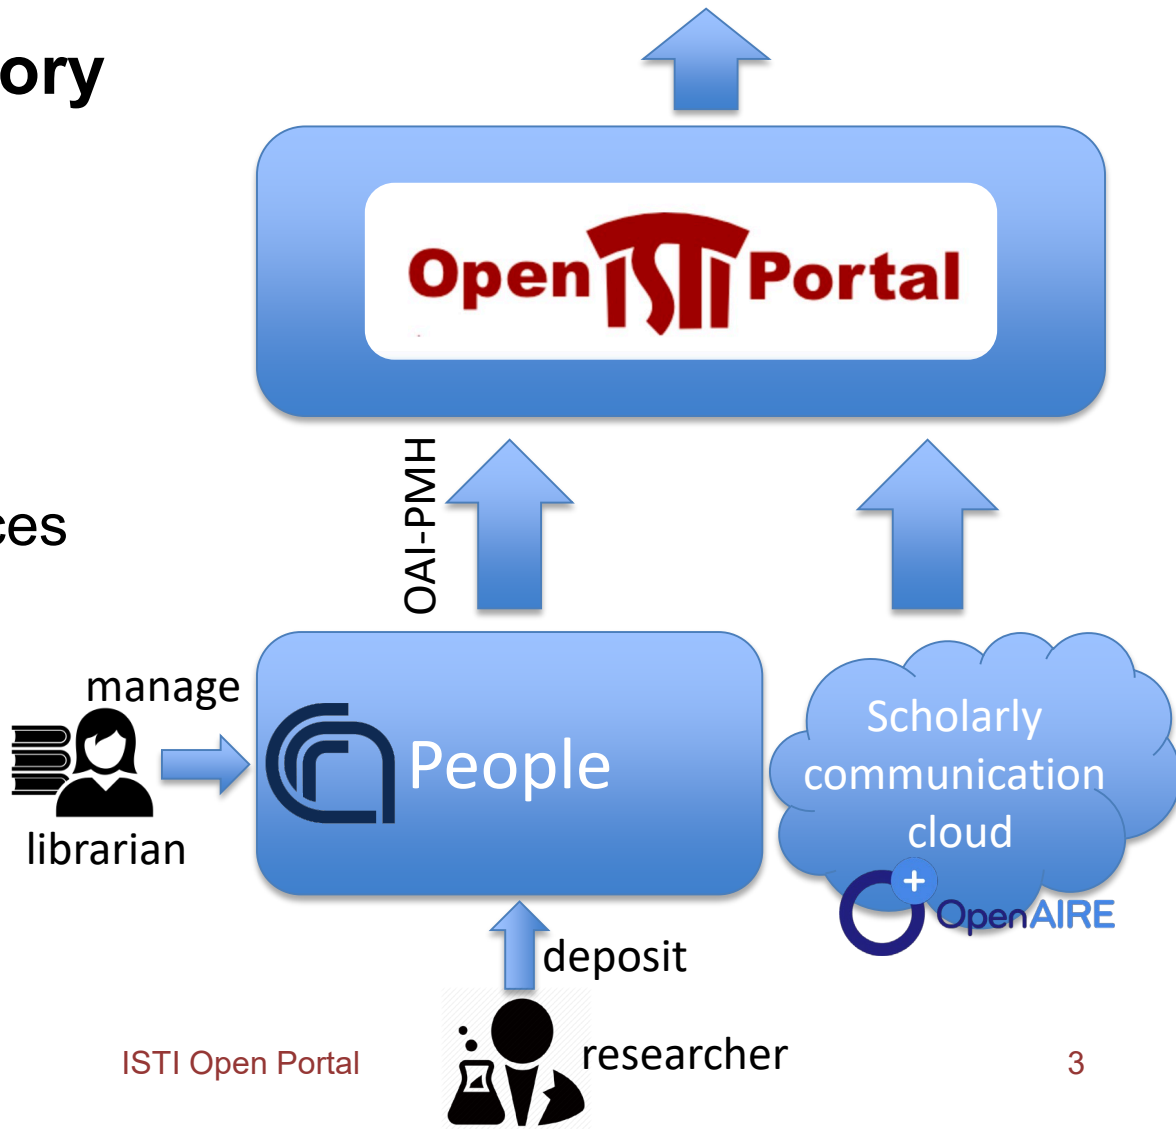 ory
Open ISTI Portal
OAI-PMH
ces
manage
librarian
People
Scholarly
communication
cloud
OpenAIRE
deposit
researcher
ISTI Open Portal
3